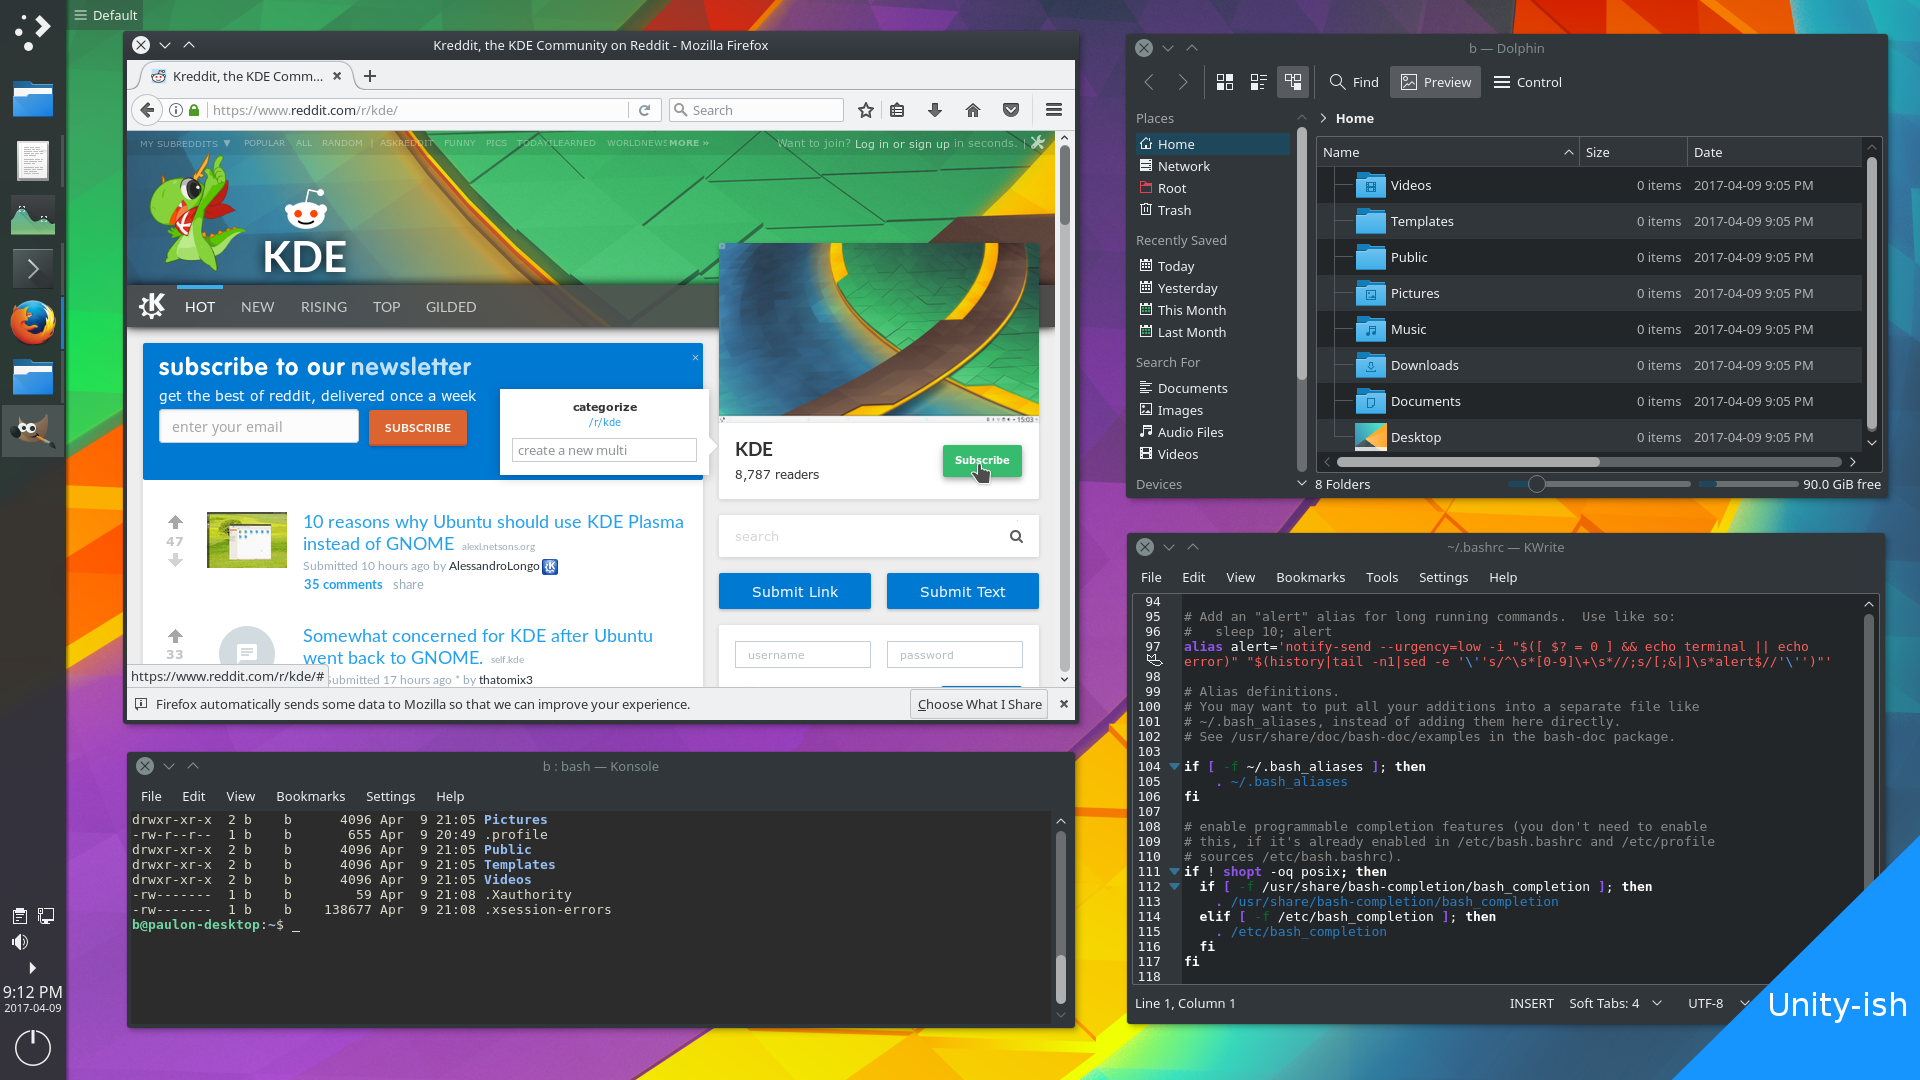 Default
Kreddit, the KDE Community on Reddit - Mozilla Firefox
Kreddit, the KDE Comm...
https://www.reddit.com/r/kde/
Search
MY SUBREDDITS POPULAR ALL RANDOM | ASKREDDIT FUNNY PICS TODAYILEARNED WORLDNEWS MORE »
Want to join? Log in or sign up in seconds. |
KDE
HOT NEW RISING TOP GILDED
subscribe to our newsletter
get the best of reddit, delivered once a week
enter your email
SUBSCRIBE
categorize
/r/kde
create a new multi
15:03
KDE
8,787 readers
Subscribe
search
Submit Link
Submit Text
username
password
47
10 reasons why Ubuntu should use KDE Plasma
instead of GNOME alexl.netsons.org
Submitted 10 hours ago by AlessandroLongo
35 comments share
33
Somewhat concerned for KDE after Ubuntu
went back to GNOME. self.kde
ubmitted 17 hours ago * by thatomix3
https://www.reddit.com/r/kde/#
Firefox automatically sends some data to Mozilla so that we can improve your experience.
Choose What I Share
b : bash — Konsole
File Edit View Bookmarks Settings Help
drwxr-xr-x 2 b b 4096 Apr 9 21:05 Pictures
-rw-r--r-- 1 b b 655 Apr 9 20:49 .profile
drwxr-xr-x 2 b b 4096 Apr 9 21:05 Public
drwxr-xr-x 2 b b 4096 Apr 9 21:05 Templates
drwxr-xr-x 2 b b 4096 Apr 9 21:05 Videos
-rw------- 1 b b 59 Apr 9 21:08 .Xauthority
-rw------- 1 b b 138677 Apr 9 21:08 .xsession-errors
b@paulon-desktop:~$ _
9:12 PM
2017-04-09
b — Dolphin
Find
Preview
Control
Places
Home
Network
Root
Trash
Recently Saved
Today
Yesterday
This Month
Last Month
Search For
Documents
Images
Audio Files
Videos
Devices
Home
Name Size Date
Videos 0 items 2017-04-09 9:05 PM
Templates 0 items 2017-04-09 9:05 PM
Public 0 items 2017-04-09 9:05 PM
Pictures 0 items 2017-04-09 9:05 PM
Music 0 items 2017-04-09 9:05 PM
Downloads 0 items 2017-04-09 9:05 PM
Documents 0 items 2017-04-09 9:05 PM
Desktop 0 items 2017-04-09 9:05 PM
8 Folders
90.0 GiB free
~/.bashrc — KWrite
File Edit View Bookmarks Tools Settings Help
94
95 # Add an "alert" alias for long running commands.  Use like so:
96 #   sleep 10; alert
97 alias alert='notify-send --urgency=low -i "$([ $? = 0 ] && echo terminal || echo
error)" "$(history|tail -n1|sed -e '\''s/^\s*[0-9]\+\s*//;s/[;&|]\s*alert$//'\'')"'
98
99 # Alias definitions.
100 # You may want to put all your additions into a separate file like
101 # ~/.bash_aliases, instead of adding them here directly.
102 # See /usr/share/doc/bash-doc/examples in the bash-doc package.
103
104 if [ -f ~/.bash_aliases ]; then
105     . ~/.bash_aliases
106 fi
107
108 # enable programmable completion features (you don't need to enable
109 # this, if it's already enabled in /etc/bash.bashrc and /etc/profile
110 # sources /etc/bash.bashrc).
111 if ! shopt -oq posix; then
112   if [ -f /usr/share/bash-completion/bash_completion ]; then
113     . /usr/share/bash-completion/bash_completion
114   elif [ -f /etc/bash_completion ]; then
115     . /etc/bash_completion
116   fi
117 fi
118
Line 1, Column 1
INSERT
Soft Tabs: 4
UTF-8
Unity-ish